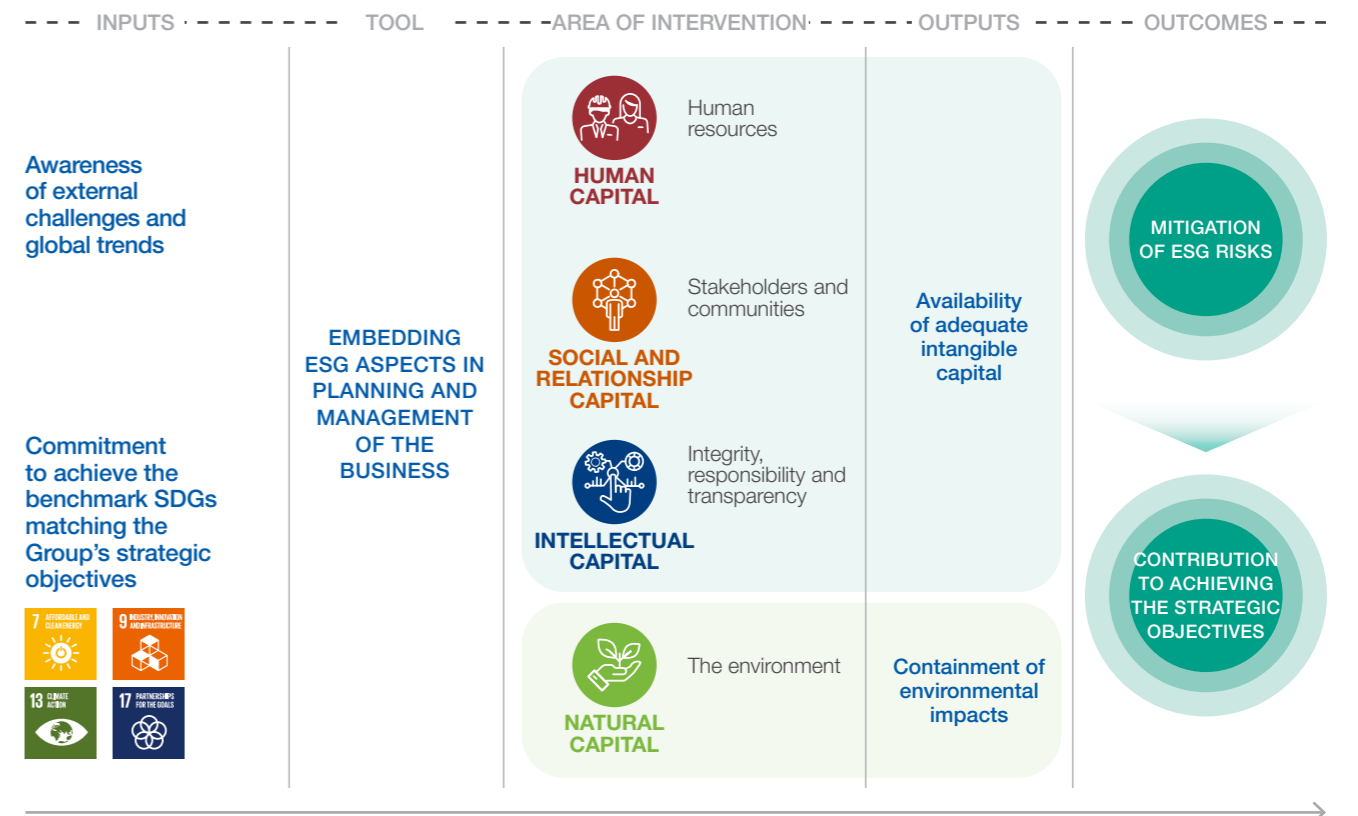 INPUTS
TOOL
AREA OF INTERVENTION
OUTPUTS
OUTCOMES
Awareness
of external
challenges and
global trends
Commitment
to achieve the
benchmark SDGs
matching the
Group's strategic
objectives
7 AFFORDABLE AND
CLEAN ENERGY
9 INDUSTRY, INNOVATION
AND INFRASTRUCTURE
13 CLIMATE
ACTION
17 PARTNERSHIPS
FOR THE GOALS
EMBEDDING
ESG ASPECTS IN
PLANNING AND
MANAGEMENT
OF THE
BUSINESS
HUMAN
CAPITAL
Human
resources
SOCIAL AND
RELATIONSHIP
CAPITAL
Stakeholders and
communities
INTELLECTUAL
CAPITAL
Integrity,
responsibility and
transparency
NATURAL
CAPITAL
The environment
Availability
of adequate
intangible
capital
Containment of
environmental
impacts
MITIGATION
OF ESG RISKS
CONTRIBUTION
TO ACHIEVING
THE STRATEGIC
OBJECTIVES